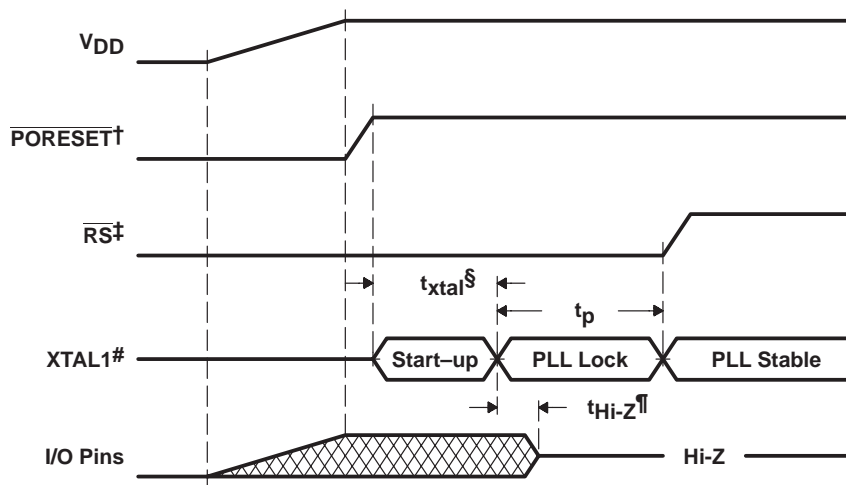 VDD
PORESET†
RS‡
txtal§
tp
XTAL1#
Start–up
PLL Lock
PLL Stable
tHi-Z¶
I/O Pins
Hi-Z